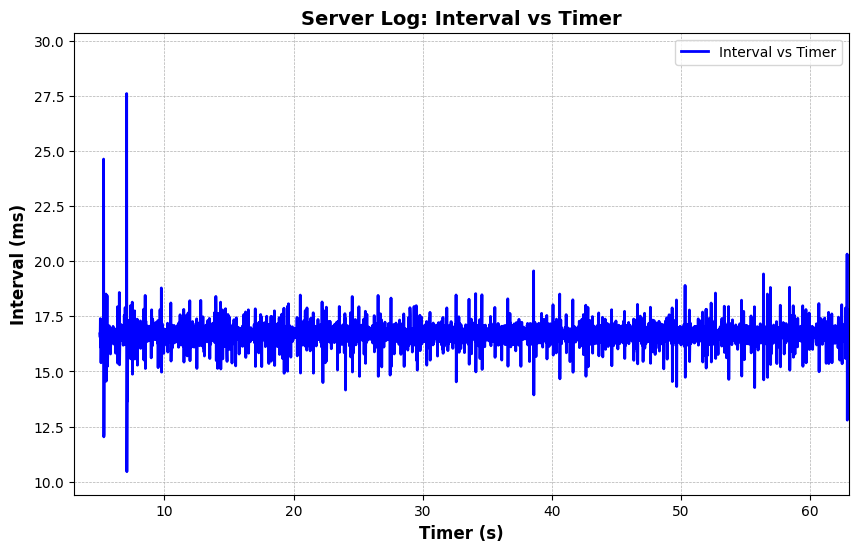 Server Log: Interval vs Timer
Interval vs Timer
30.0
27.5
25.0
22.5
20.0
17.5
15.0
12.5
10.0
Interval (ms)
10 20 30 40 50 60
Timer (s)